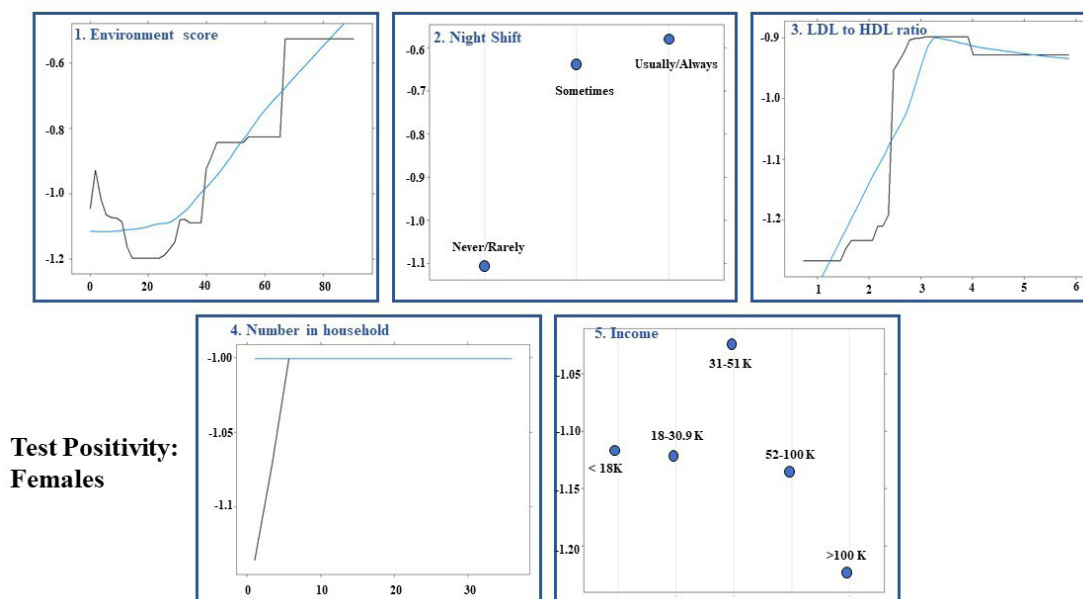 1. Environment score
-0.6
-0.8
-1.0
-1.2
0
20
40
60
80
2. Night Shift
-0.6
-0.7
-0.8
-0.9
-1.0
-1.1
Usually/Always
Sometimes
Never/Rarely
3. LDL to HDL ratio
-0.9
-1.0
-1.1
-1.2
1
2
3
4
5
6
Test Positivity:
Females
4. Number in household
-1.00
-1.05
-1.1
0
10
20
30
5. Income
-1.05
-1.10
-1.15
-1.20
31-51 K
18-30.9 K
< 18K
52-100 K
>100 K